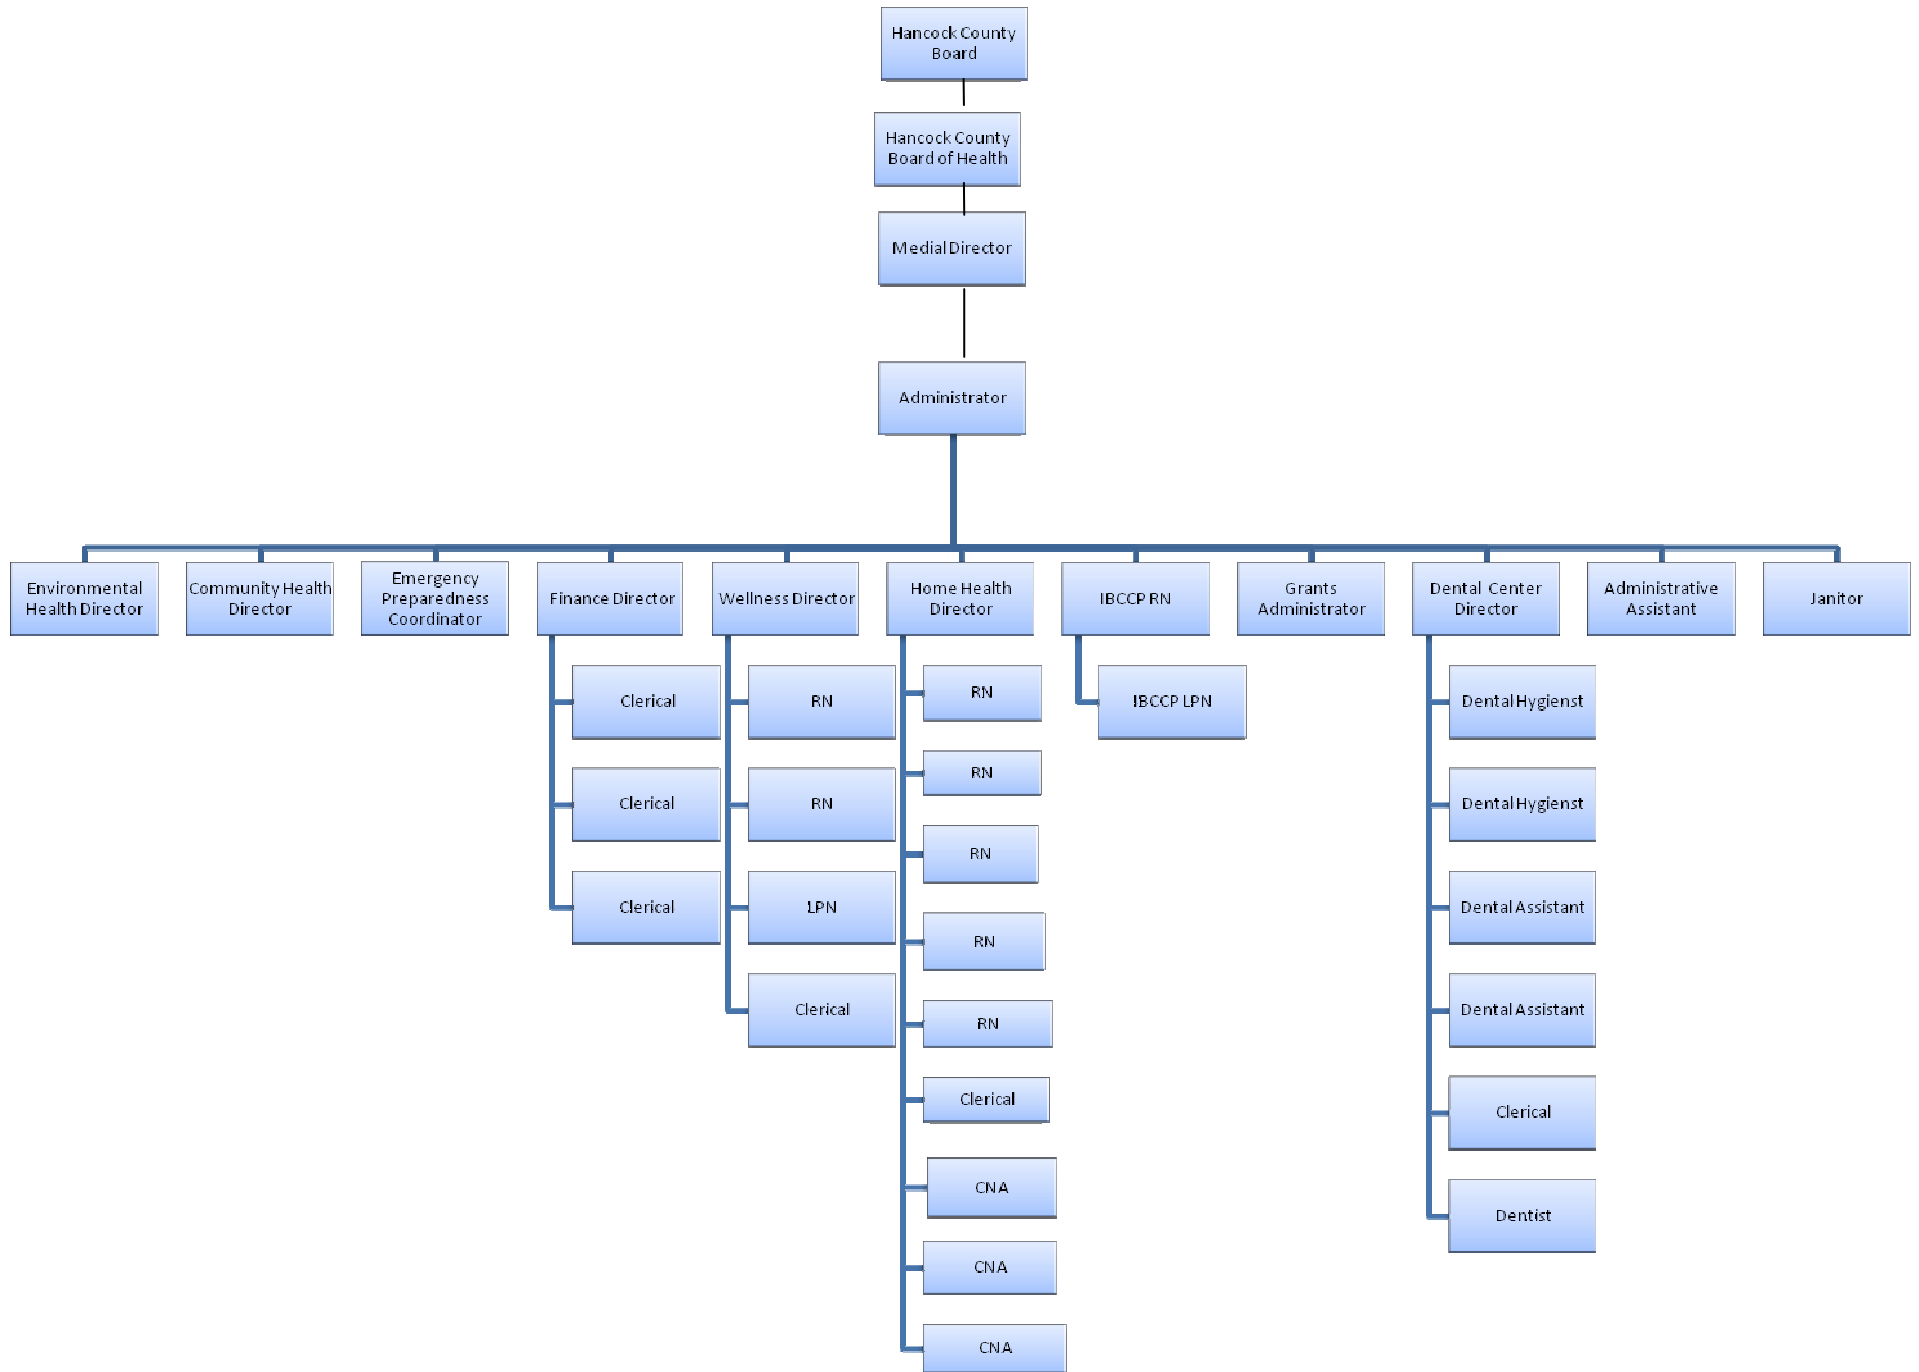 Hancock County
Board
Hancock County
Board of Health
Medial Director
Administrator
Environmental
Health Director
Community Health
Director
Emergency
Preparedness
Coordinator
Finance Director
Wellness Director
Home Health
Director
IBCCP RN
Grants
Administrator
Dental Center
Director
Administrative
Assistant
Janitor
Clerical
Clerical
Clerical
RN
RN
LPN
Clerical
RN
RN
RN
RN
RN
Clerical
CNA
CNA
CNA
IBCCP LPN
Dental Hygienst
Dental Hygienst
Dental Assistant
Dental Assistant
Clerical
Dentist